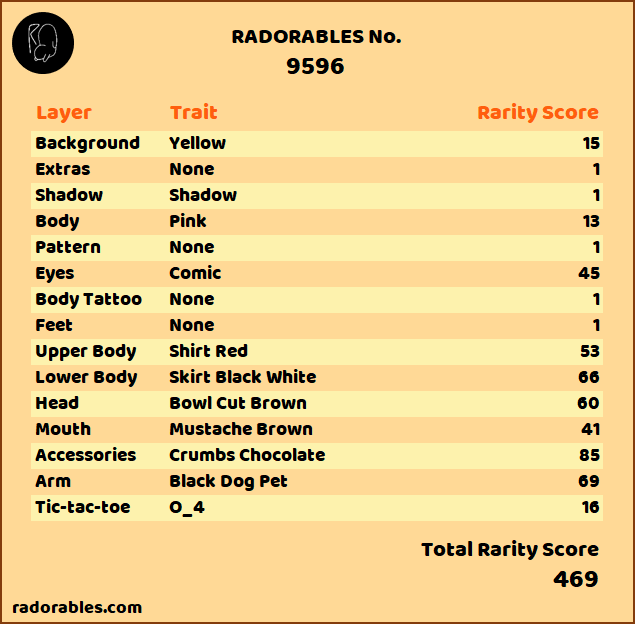 RADORABLES No.
9596
Layer Trait Rarity Score
Background Yellow 15
Extras None 1
Shadow Shadow 1
Body Pink 13
Pattern None 1
Eyes Comic 45
Body Tattoo None 1
Feet None 1
Upper Body Shirt Red 53
Lower Body Skirt Black White 66
Head Bowl Cut Brown 60
Mouth Mustache Brown 41
Accessories Crumbs Chocolate 85
Arm Black Dog Pet 69
Tic-tac-toe O_4 16
Total Rarity Score
469
radorables.com